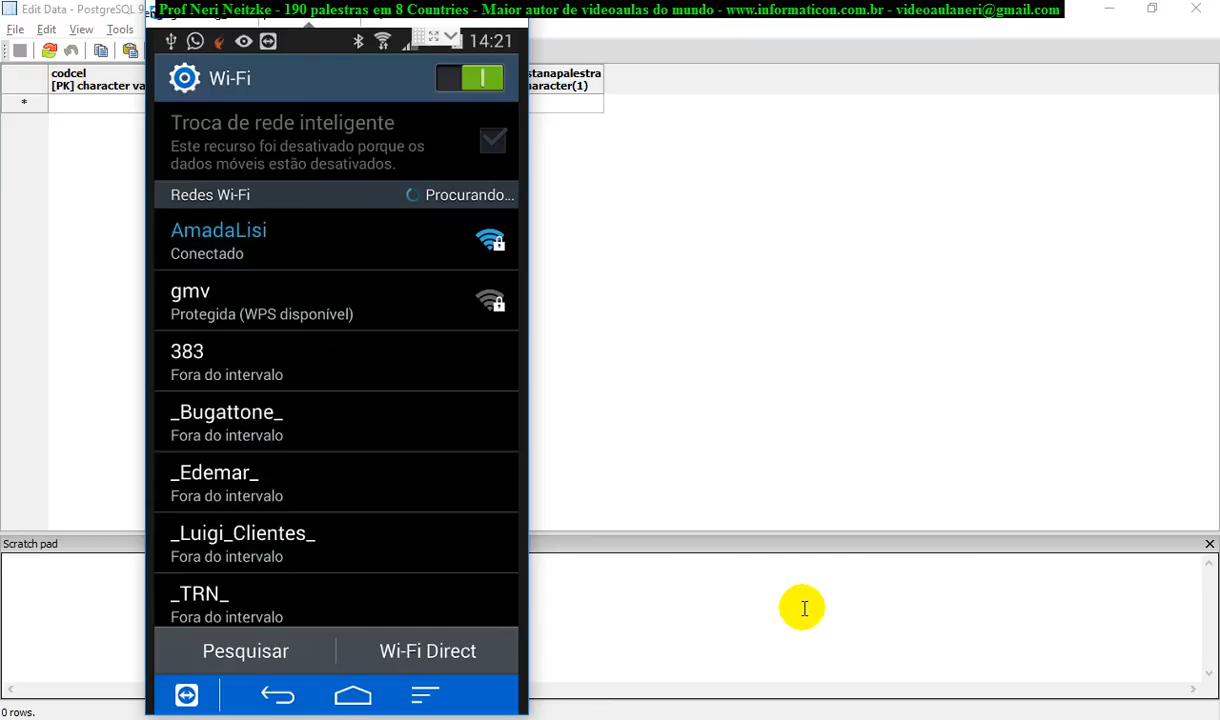 Edit Data - PostgreSQL 9
Prof Neri Neitzke - 190 palestras em 8 Countries - Maior autor de videoaulas do mundo - www.informaticon.com.br - videoaulaneri@gmail.com
File Edit View Tools
14:21
codcel
[PK] character va
stanapalestra
haracter(1)
*
Wi-Fi
Troca de rede inteligente
Este recurso foi desativado porque os
dados móveis estão desativados.
Redes Wi-Fi Procurando...
AmadaLisi
Conectado
gmv
Protegida (WPS disponível)
383
Fora do intervalo
_Bugattone_
Fora do intervalo
_Edemar_
Fora do intervalo
_Luigi_Clientes_
Fora do intervalo
_TRN_
Fora do intervalo
Pesquisar Wi-Fi Direct
Scratch pad
0 rows.